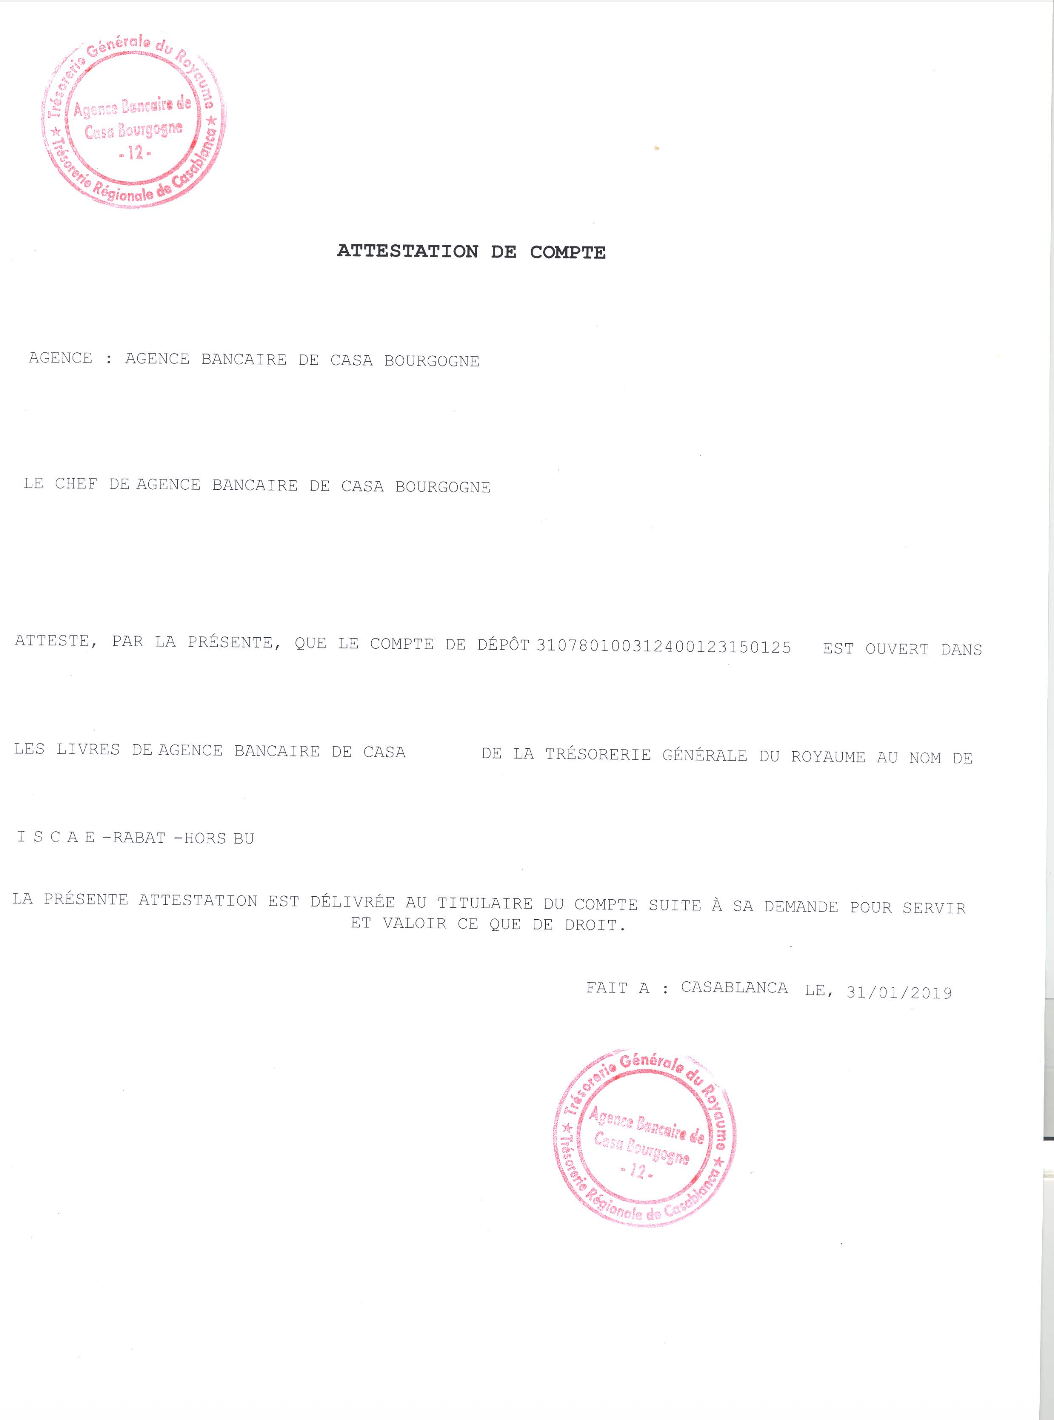 Trésorerie Générale du Royaume
Agence Bancaire de
Casa Bourgogne
-12-
★ Trésorerie Régionale de Casablanca ★
ATTESTATION DE COMPTE
AGENCE : AGENCE BANCAIRE DE CASA BOURGOGNE
LE CHEF DE AGENCE BANCAIRE DE CASA BOURGOGNE
ATTESTE, PAR LA PRÉSENTE, QUE LE COMPTE DE DÉPÔT 310780100312400123150125 EST OUVERT DANS
LES LIVRES DE AGENCE BANCAIRE DE CASA DE LA TRÉSORERIE GÉNÉRALE DU ROYAUME AU NOM DE
I S C A E -RABAT -HORS BU
LA PRÉSENTE ATTESTATION EST DÉLIVRÉE AU TITULAIRE DU COMPTE SUITE À SA DEMANDE POUR SERVIR
ET VALOIR CE QUE DE DROIT.
FAIT A : CASABLANCA LE, 31/01/2019
Trésorerie Générale du Royaume
Agence Bancaire de
Casa Bourgogne
-12-
★ Trésorerie Régionale de Casablanca ★